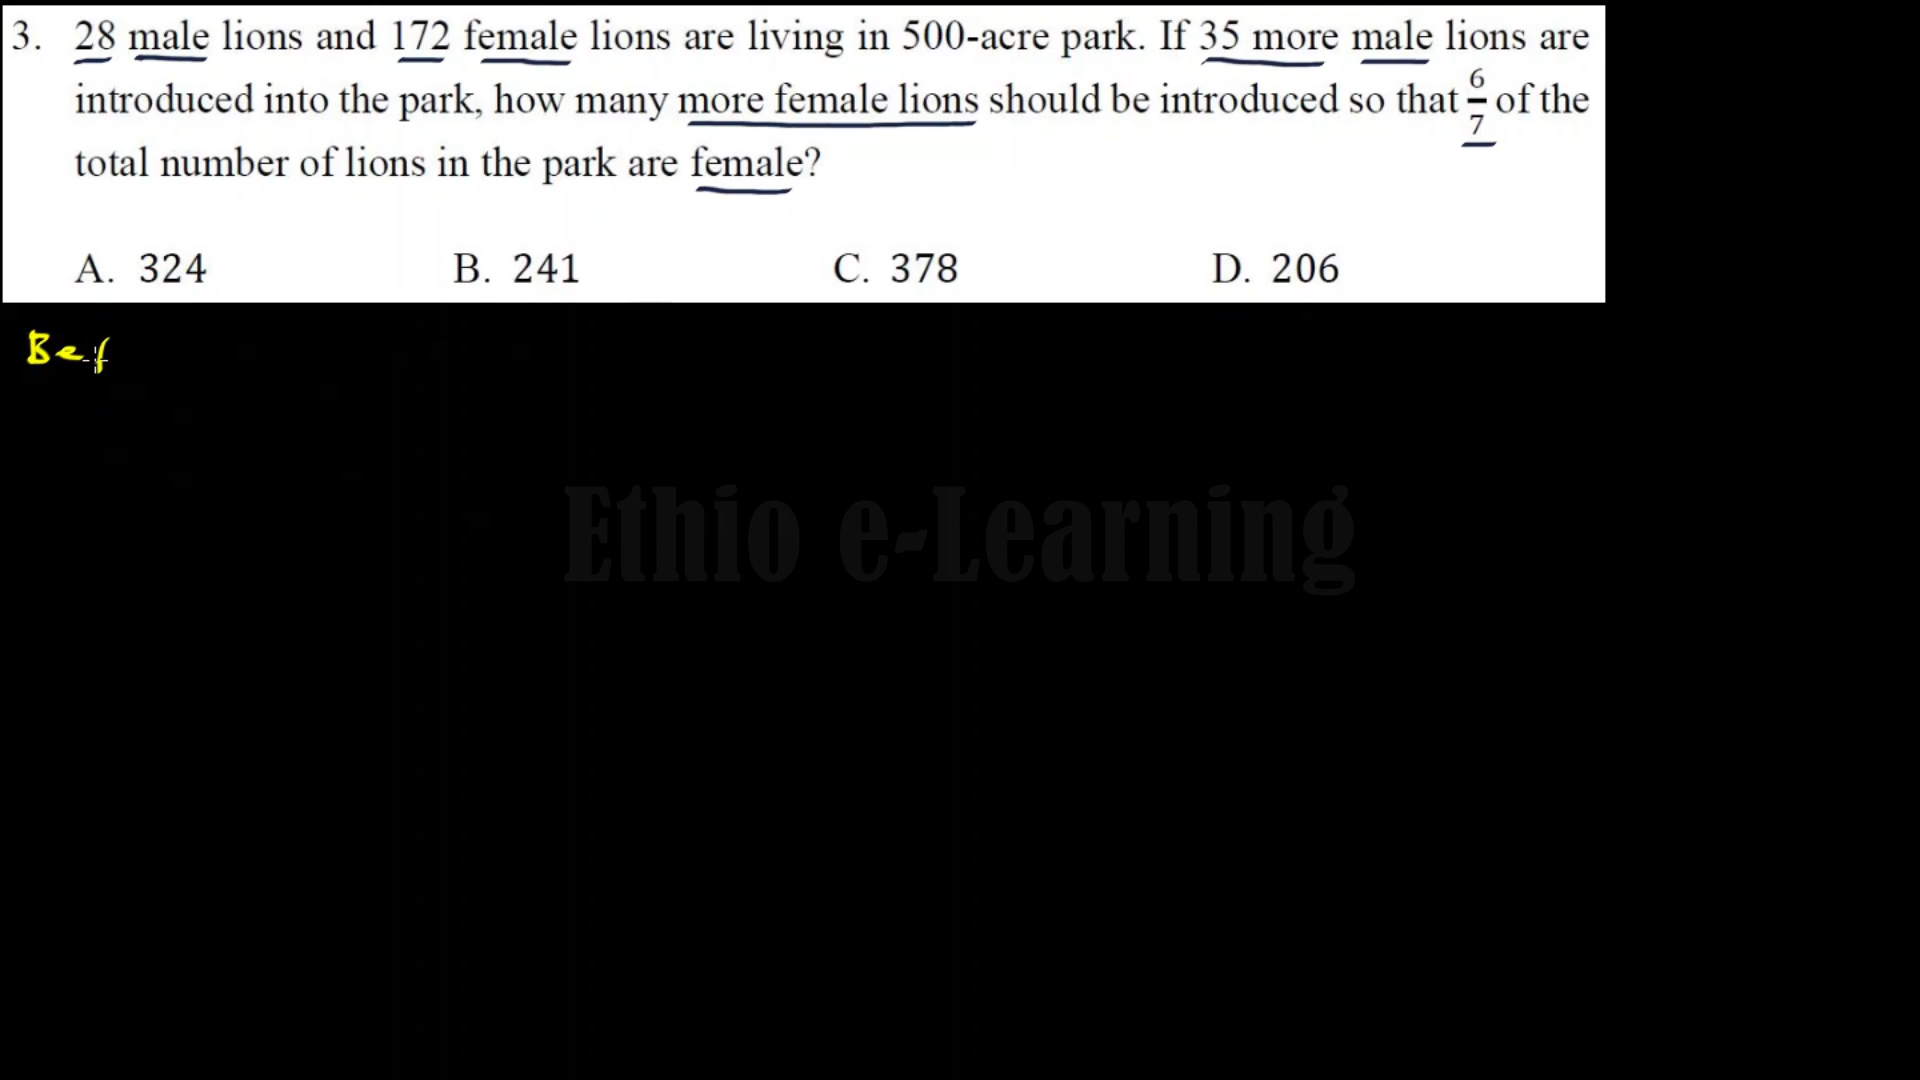 3. 28 male lions and 172 female lions are living in 500-acre park. If 35 more male lions are
introduced into the park, how many more female lions should be introduced so that 6/7 of the
total number of lions in the park are female?
A. 324 B. 241 C. 378 D. 206
Bef
Ethio e-Learning